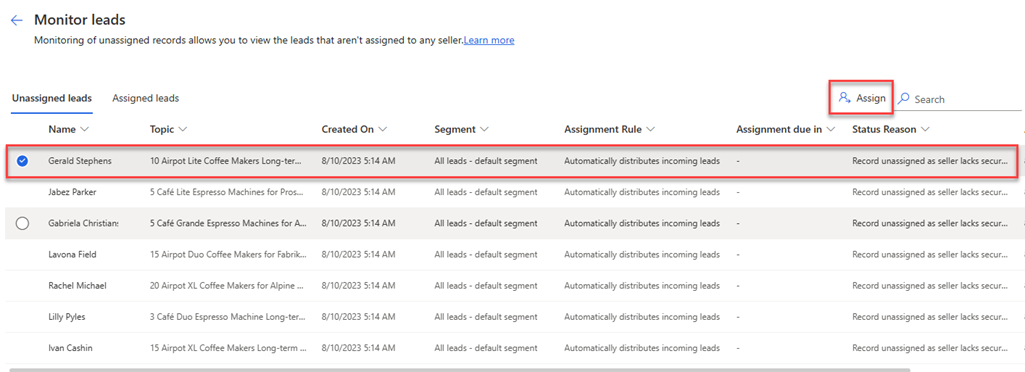 Monitor leads
Monitoring of unassigned records allows you to view the leads that aren't assigned to any seller.Learn more
Unassigned leads Assigned leads Assign Search
Name Topic Created On Segment Assignment Rule Assignment due in Status Reason
Gerald Stephens 10 Airpot Lite Coffee Makers Long-ter... 8/10/2023 5:14 AM All leads - default segment Automatically distributes incoming leads - Record unassigned as seller lacks secur...
Jabez Parker 5 Café Lite Espresso Machines for Pros... 8/10/2023 5:14 AM All leads - default segment Automatically distributes incoming leads - Record unassigned as seller lacks secur...
Gabriela Christians 5 Café Grande Espresso Machines for A... 8/10/2023 5:14 AM All leads - default segment Automatically distributes incoming leads - Record unassigned as seller lacks secur...
Lavona Field 15 Airpot Duo Coffee Makers for Fabrik... 8/10/2023 5:14 AM All leads - default segment Automatically distributes incoming leads - Record unassigned as seller lacks secur...
Rachel Michael 20 Airpot XL Coffee Makers for Alpine ... 8/10/2023 5:14 AM All leads - default segment Automatically distributes incoming leads - Record unassigned as seller lacks secur...
Lilly Pyles 3 Café Duo Espresso Machine Long-ter... 8/10/2023 5:14 AM All leads - default segment Automatically distributes incoming leads - Record unassigned as seller lacks secur...
Ivan Cashin 15 Airpot XL Coffee Makers Long-term ... 8/10/2023 5:14 AM All leads - default segment Automatically distributes incoming leads - Record unassigned as seller lacks secur...